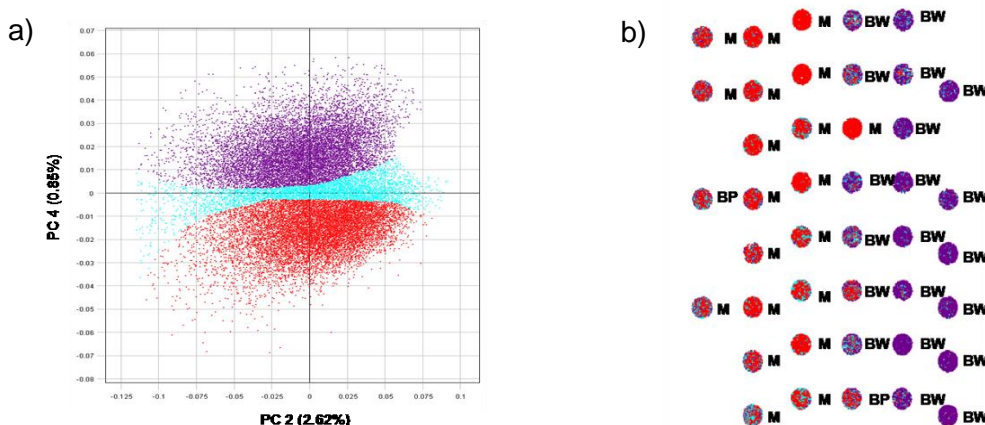 a)
0.07
0.06
0.05
0.04
0.03
0.02
0.01
0
-0.01
-0.02
-0.03
-0.04
-0.05
-0.06
-0.07
-0.08
PC 4 (0.85%)
-0.125 -0.1 -0.075 -0.05 -0.025 0 0.025 0.05 0.075 0.1
PC 2 (2.62%)
b)
M M M BW BW
M M M BW BW BW
M M M BW
BP M M BW BW BW
M M BW BW BW
M M M BW BW BW
M M BW BW BW
M M BP BW BW